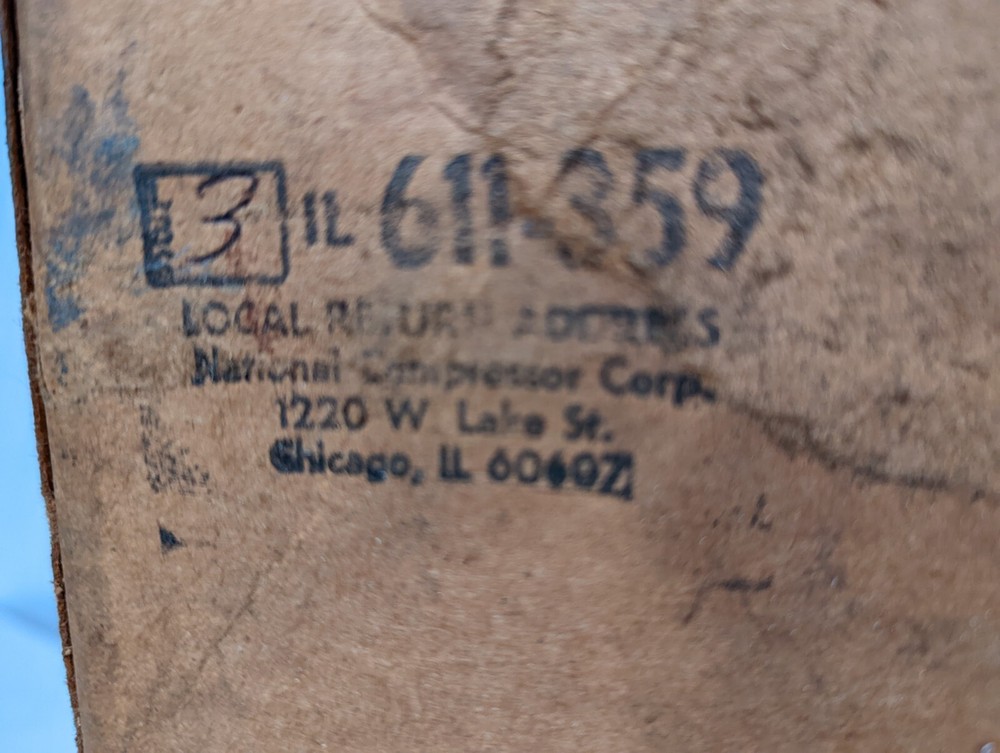 3 IL 611-359
LOCAL RETURN ADDRESS
National Compressor Corp.
1220 W Lake St.
Chicago, IL 60607